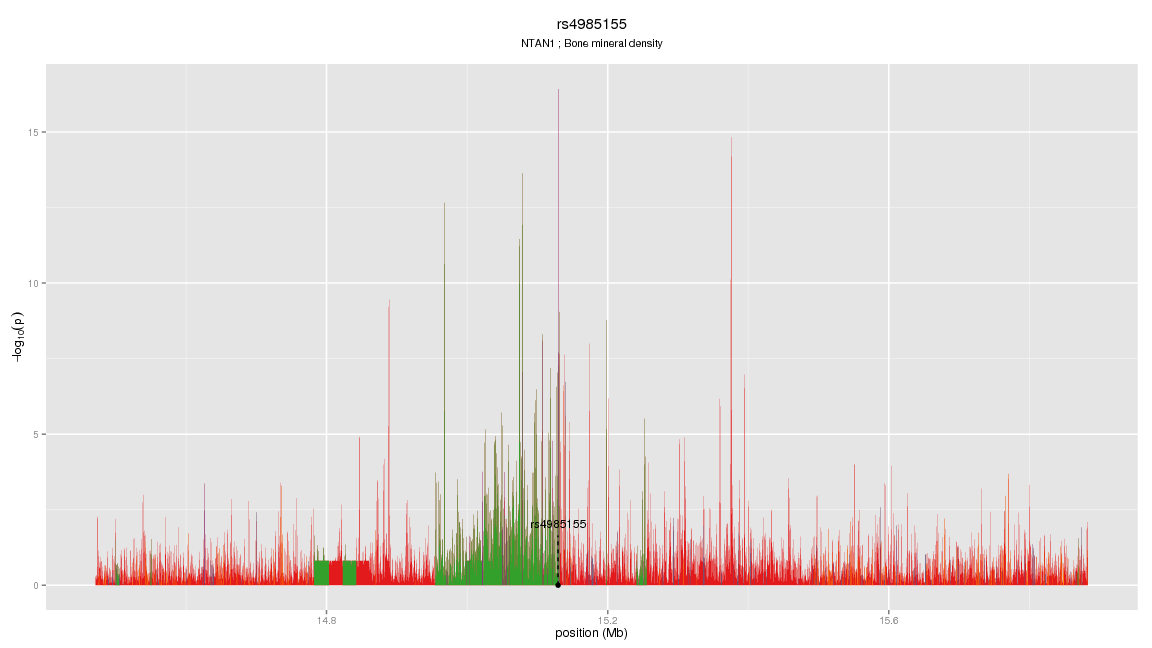 rs4985155
NTAN1 ; Bone mineral density
15
10
5
0
−log10(p)
rs4985155
14.8
15.2
15.6
position (Mb)